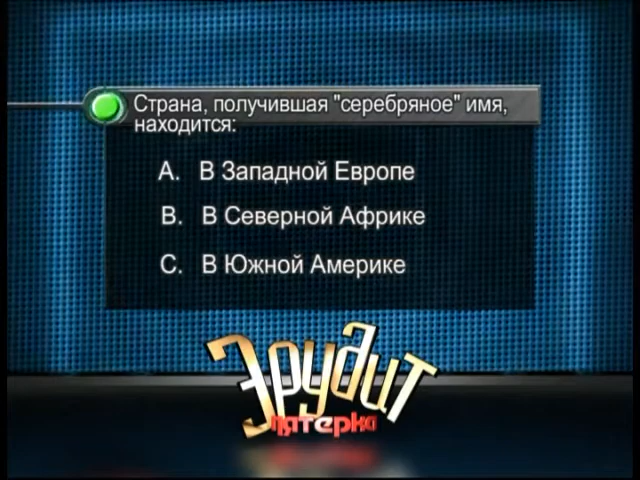 Страна, получившая "серебряное" имя,
находится:
A. В Западной Европе
B. В Северной Африке
C. В Южной Америке
Эрудит
пятерка